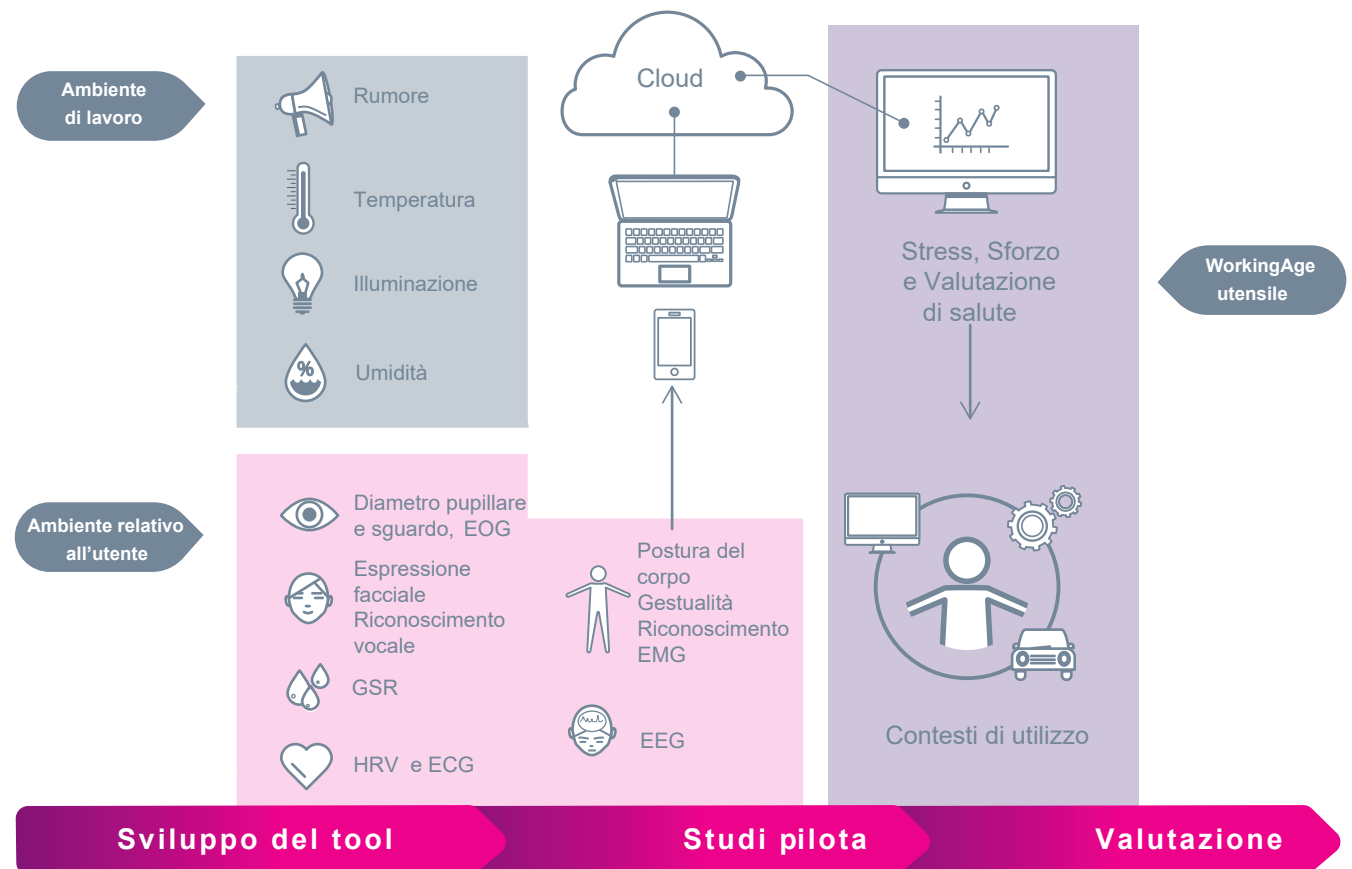 Ambiente
di lavoro
Rumore
Temperatura
Illuminazione
%
Umidità
Cloud
Stress, Sforzo
e Valutazione
di salute
WorkingAge
utensile
Ambiente relativo
all'utente
Diametro pupillare
e sguardo, EOG
Espressione
facciale
Riconoscimento
vocale
GSR
HRV e ECG
Postura del
corpo
Gestualità
Riconoscimento
EMG
EEG
Contesti di utilizzo
Sviluppo del tool
Studi pilota
Valutazione